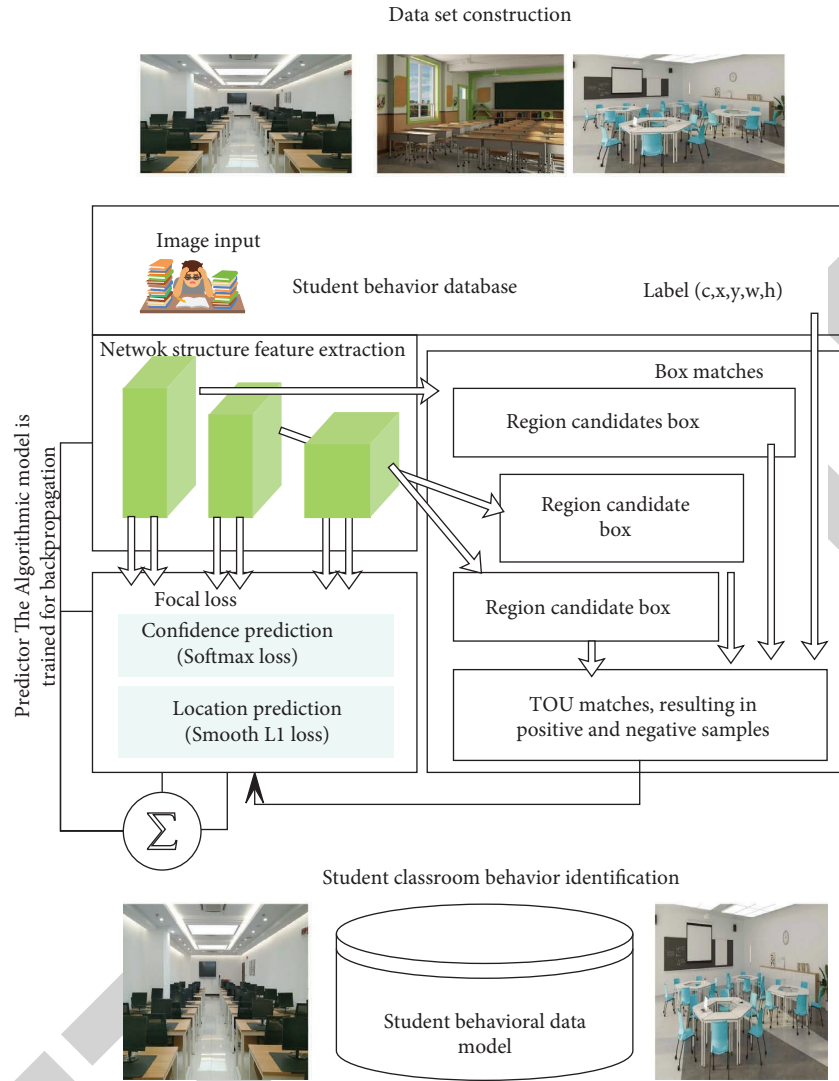 Data set construction
Image input
Student behavior database
Label (c,x,y,w,h)
Netwok structure feature extraction
Box matches
Region candidates box
Region candidate
box
Region candidate box
Predictor The Algorithmic model is
trained for backpropagation
Focal loss
Confidence prediction
(Softmax loss)
Location prediction
(Smooth L1 loss)
TOU matches, resulting in
positive and negative samples
Σ
Student classroom behavior identification
Student behavioral data
model